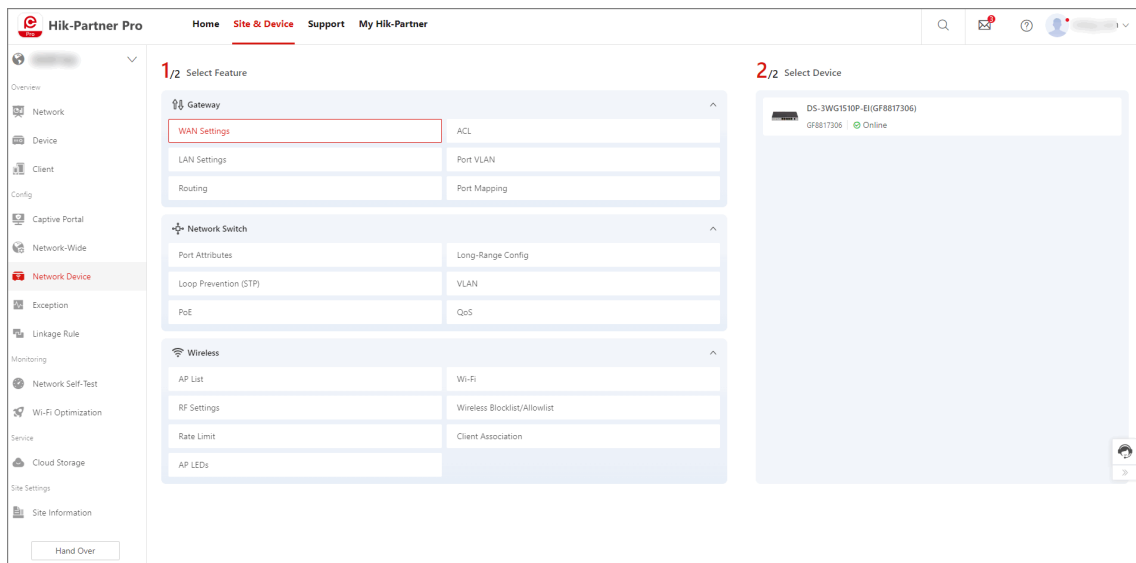 Pro
Hik-Partner Pro
Home Site & Device Support My Hik-Partner
3
Overview
Network
Device
Client
Config
Captive Portal
Network-Wide
Network Device
Exception
Linkage Rule
Monitoring
Network Self-Test
Wi-Fi Optimization
Service
Cloud Storage
Site Settings
Site Information
Hand Over
1/2 Select Feature
Gateway
WAN Settings ACL
LAN Settings Port VLAN
Routing Port Mapping
Network Switch
Port Attributes Long-Range Config
Loop Prevention (STP) VLAN
PoE QoS
Wireless
AP List Wi-Fi
RF Settings Wireless Blocklist/Allowlist
Rate Limit Client Association
AP LEDs
2/2 Select Device
DS-3WG1510P-EI(GF8817306)
GF8817306 Online